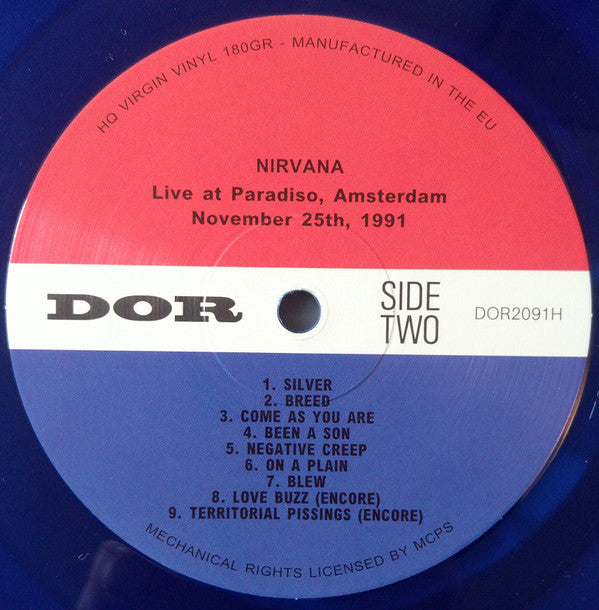 HQ VIRGIN VINYL 180GR - MANUFACTURED IN THE EU
NIRVANA
Live at Paradiso, Amsterdam
November 25th, 1991
DOR
SIDE
TWO
DOR2091H
1. SILVER
2. BREED
3. COME AS YOU ARE
4. BEEN A SON
5. NEGATIVE CREEP
6. ON A PLAIN
7. BLEW
8. LOVE BUZZ (ENCORE)
9. TERRITORIAL PISSINGS (ENCORE)
MECHANICAL RIGHTS LICENSED BY MCPS